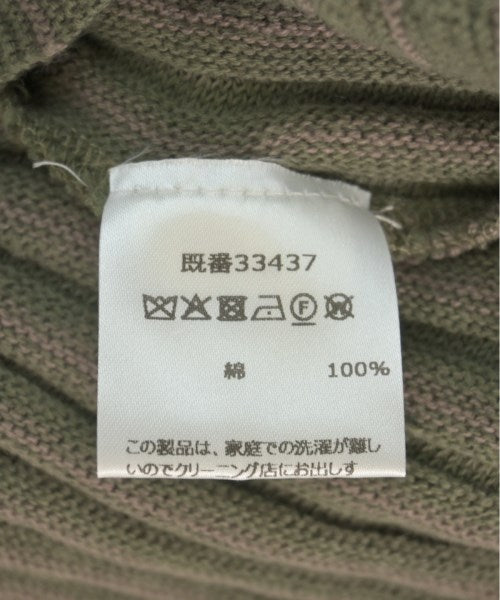 既番33437
綿 100%
この製品は、家庭での洗濯が難し
いのでクリーニング店にお出しす